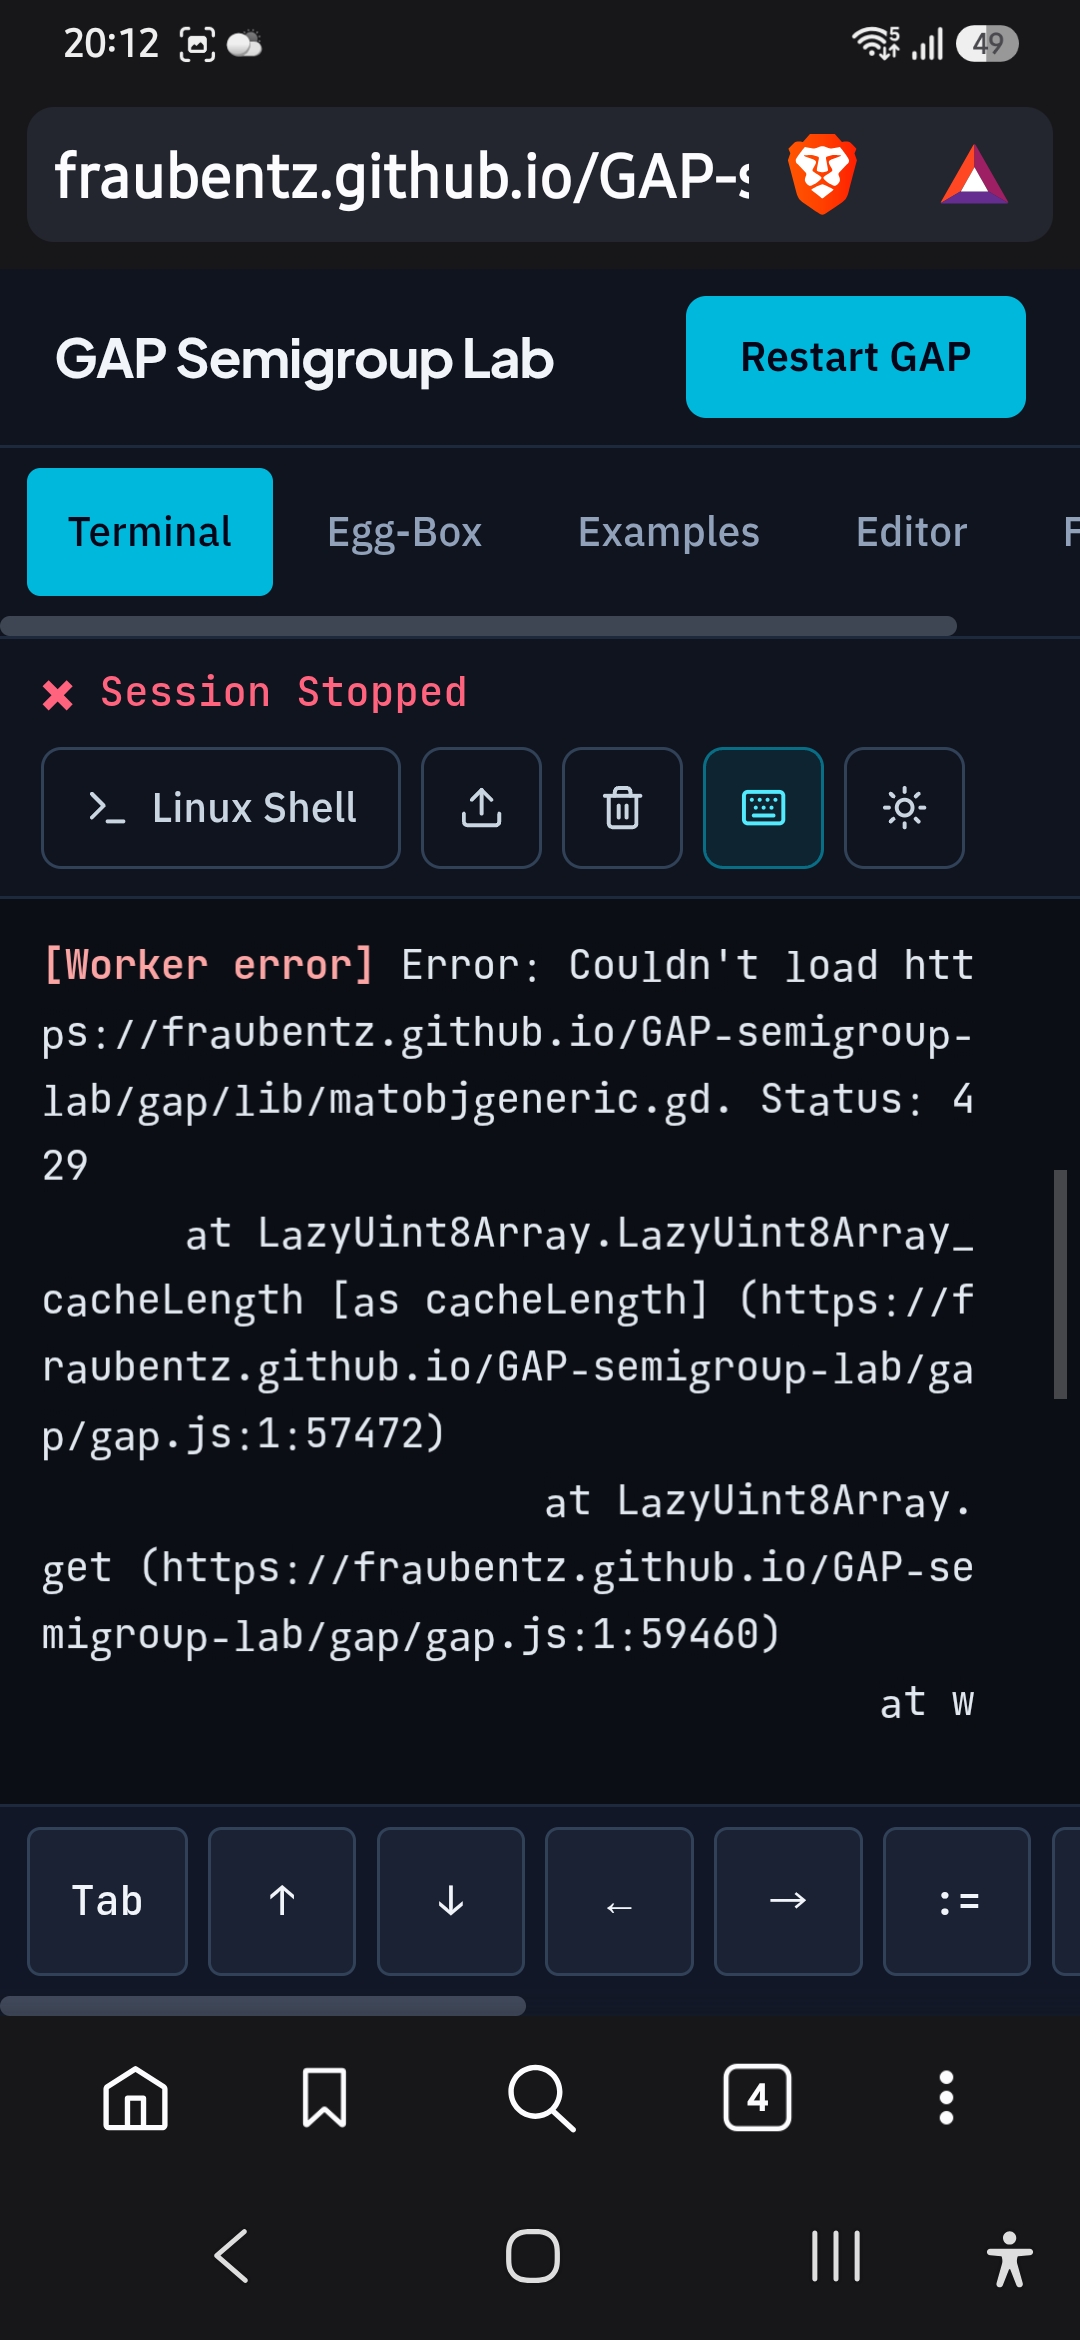 20:12
5
49
fraubentz.github.io/GAP-s
GAP Semigroup Lab
Restart GAP
Terminal Egg-Box Examples Editor F
✖ Session Stopped
>_ Linux Shell
[Worker error] Error: Couldn't load htt
ps://fraubentz.github.io/GAP-semigroup-
lab/gap/lib/matobjgeneric.gd. Status: 4
29
at LazyUint8Array.LazyUint8Array_
cacheLength [as cacheLength] (https://f
raubentz.github.io/GAP-semigroup-lab/ga
p/gap.js:1:57472)
at LazyUint8Array.
get (https://fraubentz.github.io/GAP-se
migroup-lab/gap/gap.js:1:59460)
at w
Tab ↑ ↓ ← → :=
4